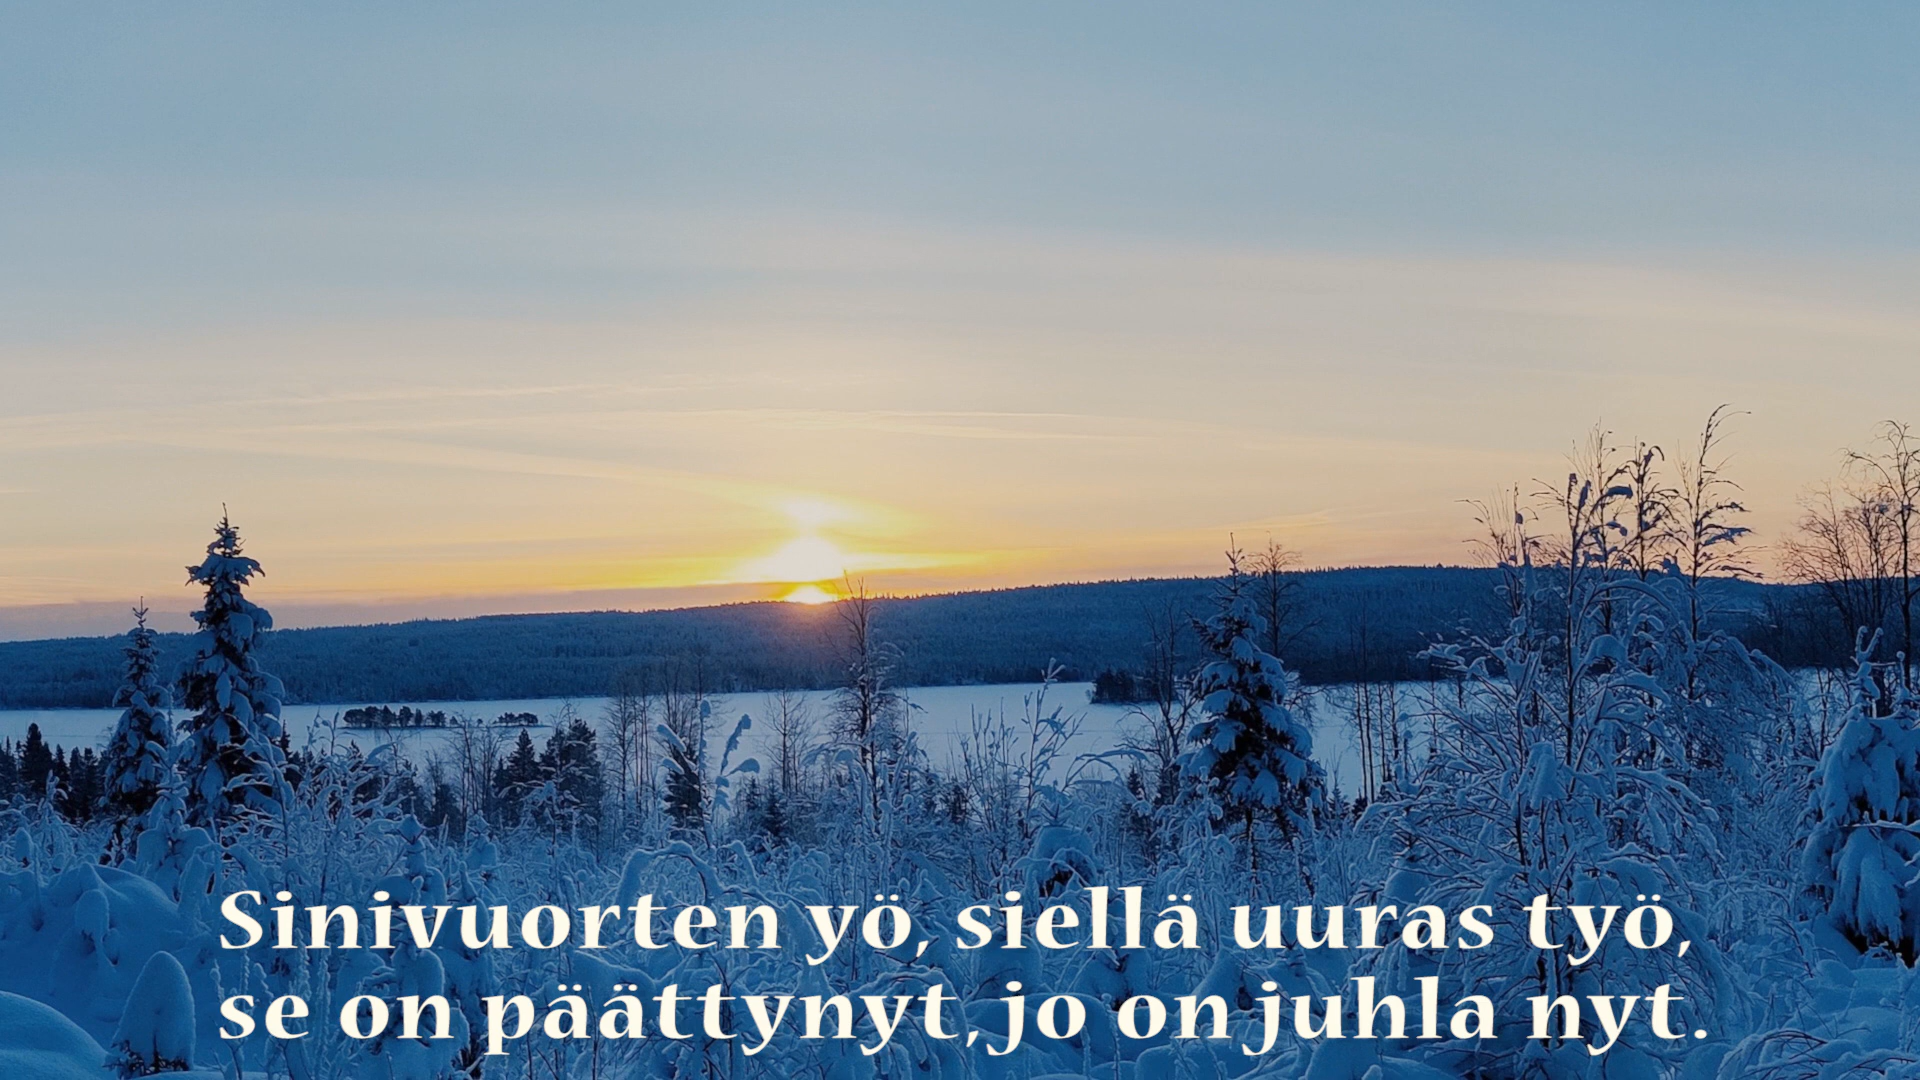 Sinivuorten yö, siellä uuras työ,
se on päättynyt, jo on juhla nyt.